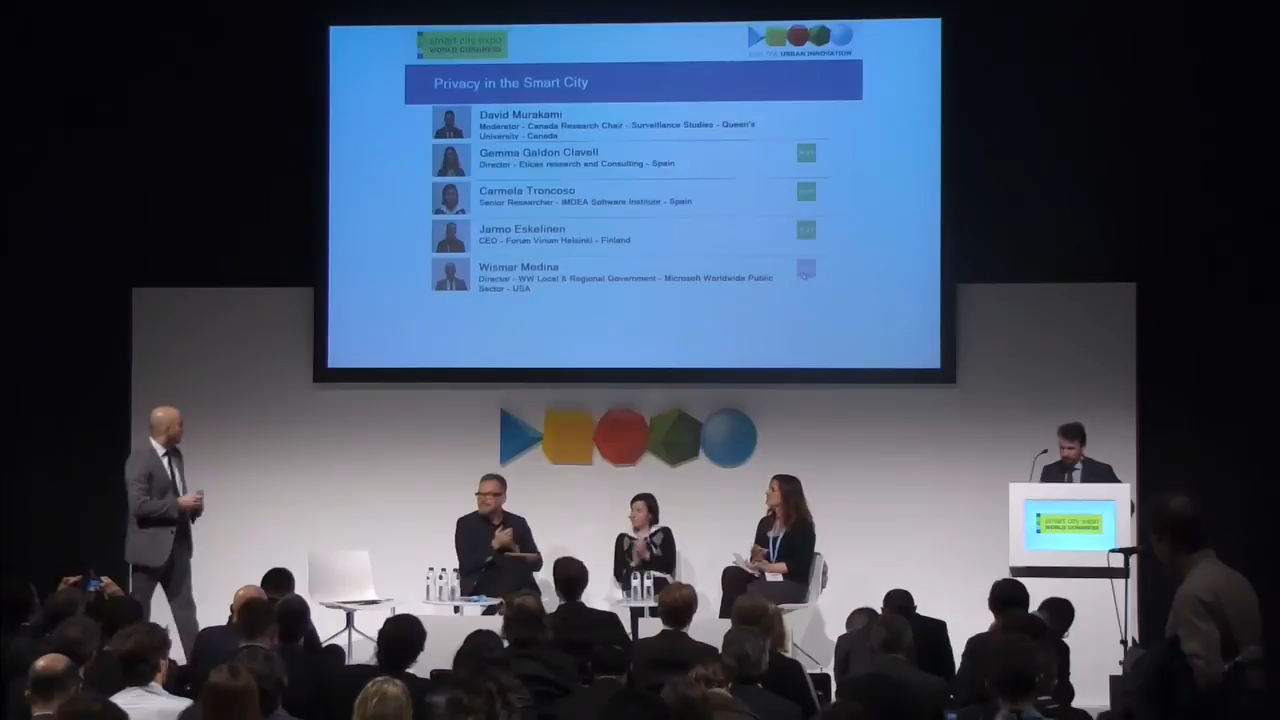 smart city expo
WORLD CONGRESS
URBAN INNOVATION
Privacy in the Smart City
David Murakami
Moderator - Canada Research Chair - Surveillance Studies - Queen's
University - Canada
Gemma Galdon Clavell
Director - Eticas research and Consulting - Spain
Carmela Troncoso
Senior Researcher - IMDEA Software Institute - Spain
Jarmo Eskelinen
CEO - Forum Virium Helsinki - Finland
Wismar Medina
Director - WW Local & Regional Government - Microsoft Worldwide Public
Sector - USA
smart city expo
WORLD CONGRESS